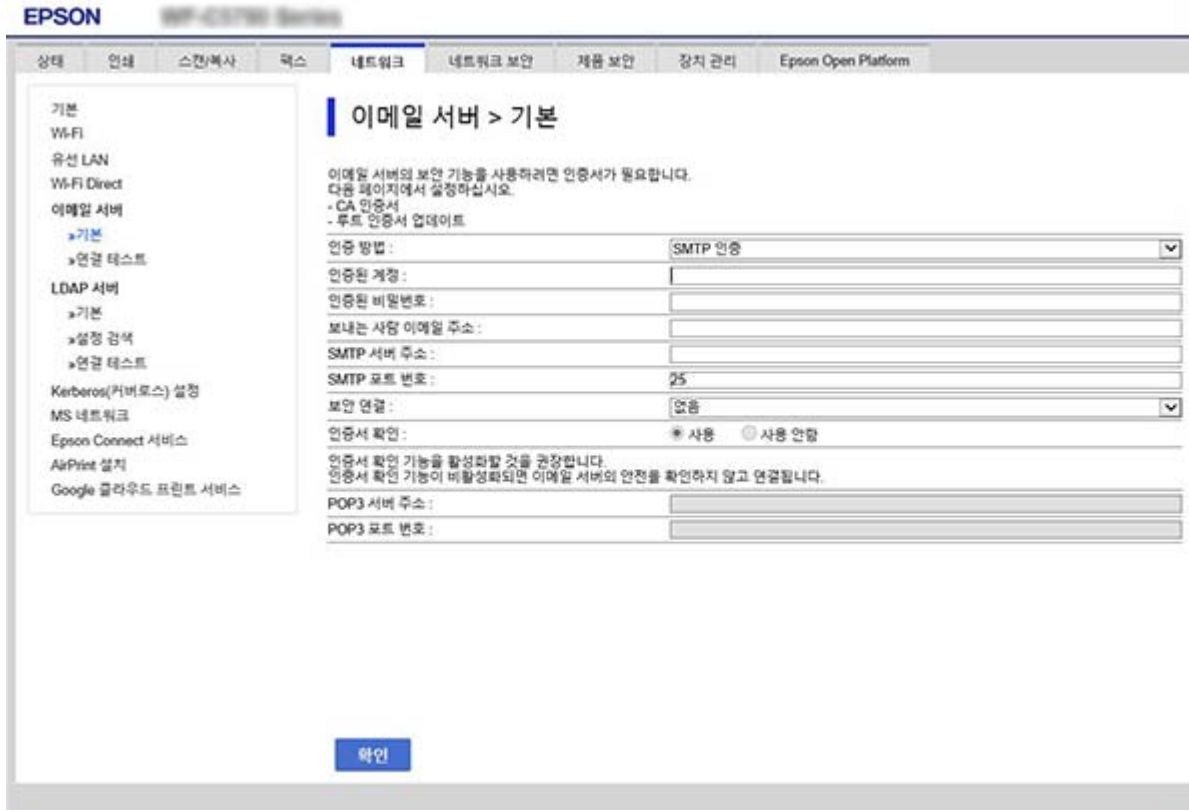 EPSON
상태 인쇄 스캔/복사 팩스 네트워크 네트워크 보안 제품 보안 장치 관리 Epson Open Platform
기본
Wi-Fi
유선 LAN
Wi-Fi Direct
이메일 서버
»기본
»연결 테스트
LDAP 서버
»기본
»설정 검색
»연결 테스트
Kerberos(커버로스) 설정
MS 네트워크
Epson Connect 서비스
AirPrint 설치
Google 클라우드 프린트 서비스
이메일 서버 > 기본
이메일 서버의 보안 기능을 사용하려면 인증서가 필요합니다.
다음 페이지에서 설정하십시오.
- CA 인증서
- 루트 인증서 업데이트
인증 방법 : SMTP 인증
인증된 계정 :
인증된 비밀번호 :
보내는 사람 이메일 주소 :
SMTP 서버 주소 :
SMTP 포트 번호 : 25
보안 연결 : 없음
인증서 확인 : 사용 사용 안함
인증서 확인 기능을 활성화할 것을 권장합니다.
인증서 확인 기능이 비활성화되면 이메일 서버의 안전을 확인하지 않고 연결됩니다.
POP3 서버 주소 :
POP3 포트 번호 :
확인